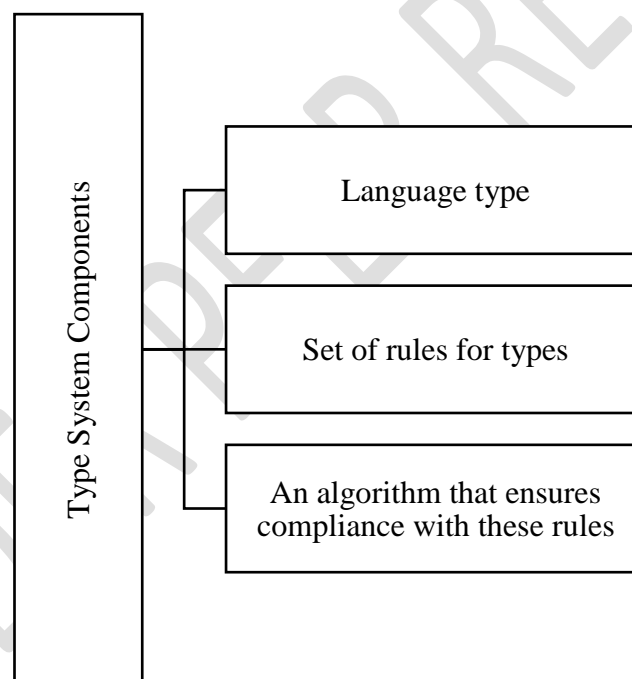 Type System Components
Language type
Set of rules for types
An algorithm that ensures
compliance with these rules